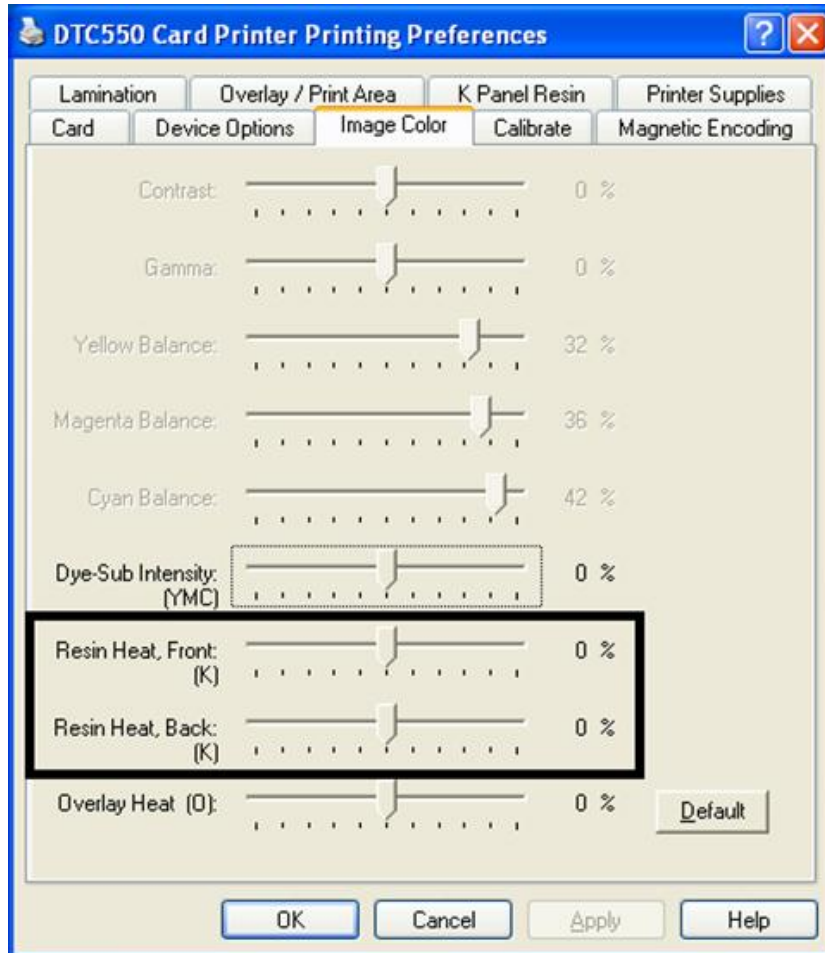 DTC550 Card Printer Printing Preferences
Lamination Overlay / Print Area K Panel Resin Printer Supplies
Card Device Options Image Color Calibrate Magnetic Encoding
Contrast: 0 %
Gamma: 0 %
Yellow Balance: 32 %
Magenta Balance: 36 %
Cyan Balance: 42 %
Dye-Sub Intensity: 0 %
(YMC)
Resin Heat, Front: 0 %
(K)
Resin Heat, Back: 0 %
(K)
Overlay Heat (O): 0 % Default
OK Cancel Apply Help